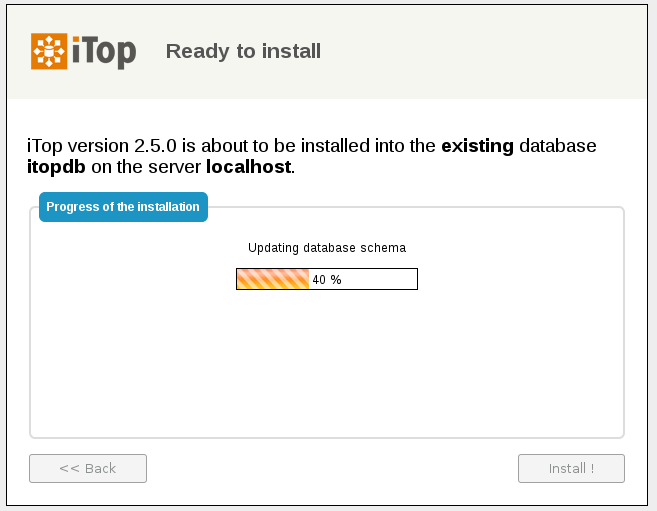 iTop
Ready to install
iTop version 2.5.0 is about to be installed into the existing database
itopdb on the server localhost.
Progress of the installation
Updating database schema
40 %
<< Back
Install !